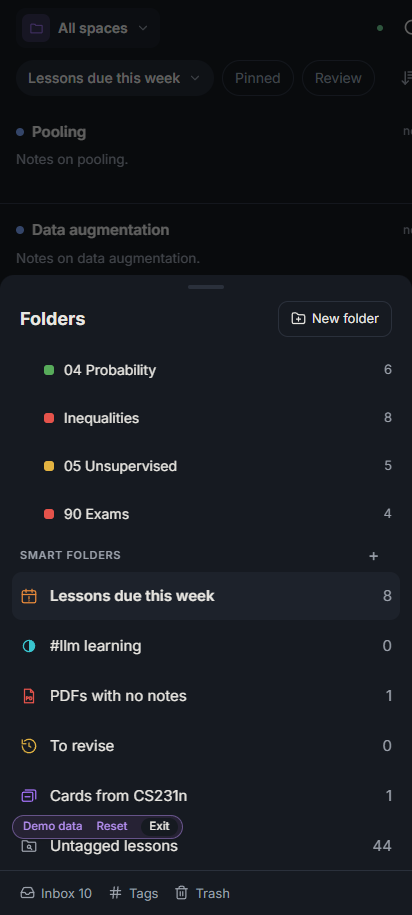 All spaces
Lessons due this week
Pinned
Review
Pooling
Notes on pooling.
Data augmentation
Notes on data augmentation.
Folders
New folder
04 Probability 6
Inequalities 8
05 Unsupervised 5
90 Exams 4
SMART FOLDERS +
Lessons due this week 8
#llm learning 0
PDFs with no notes 1
To revise 0
Cards from CS231n 1
Demo data Reset Exit
Untagged lessons 44
Inbox 10 Tags Trash